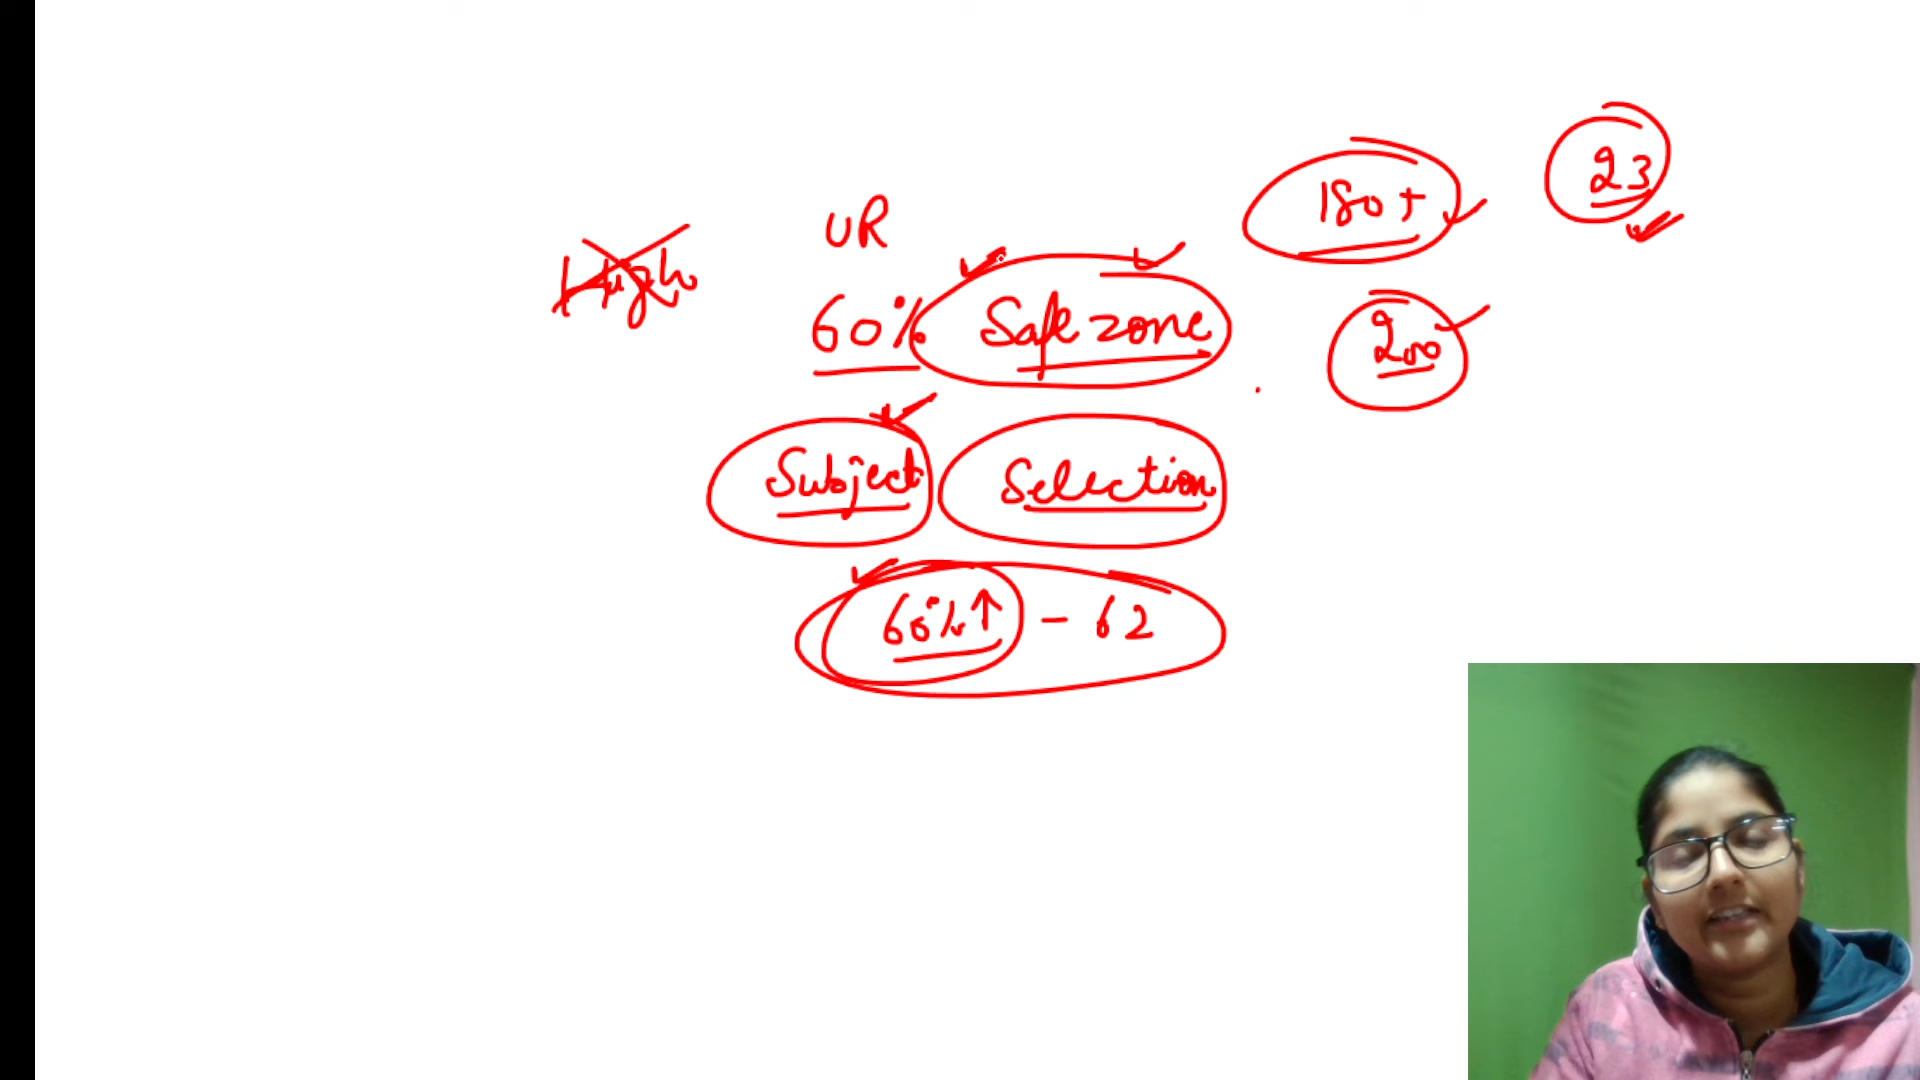 23
180+
UR
High
60% Safe zone
200
Subject Selection
60%↑ - 62